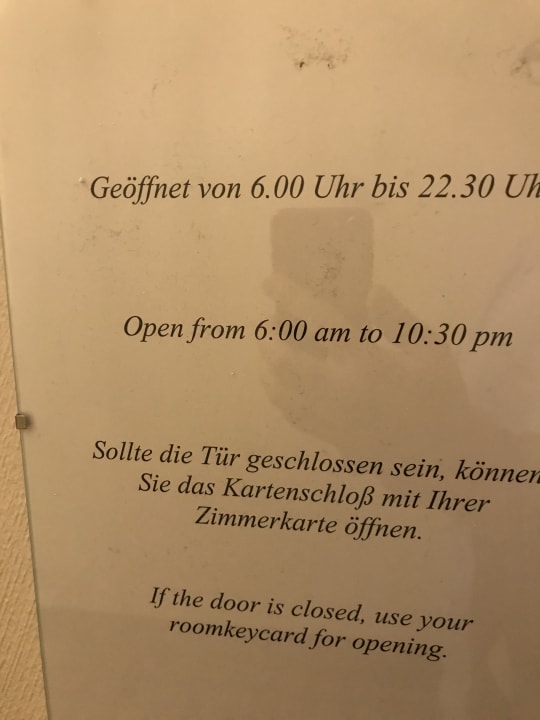 Geöffnet von 6.00 Uhr bis 22.30 Uh
Open from 6:00 am to 10:30 pm
Sollte die Tür geschlossen sein, können
Sie das Kartenschloß mit Ihrer
Zimmerkarte öffnen.
If the door is closed, use your
roomkeycard for opening.